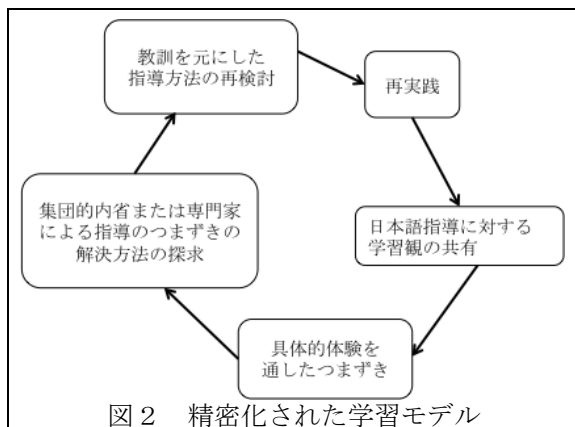 教訓を元にした
指導方法の再検討
再実践
集団的内省または専門家
による指導のつまずきの
解決方法の探求
日本語指導に対する
学習観の共有
具体的体験を
通したつまずき
図２　精密化された学習モデル